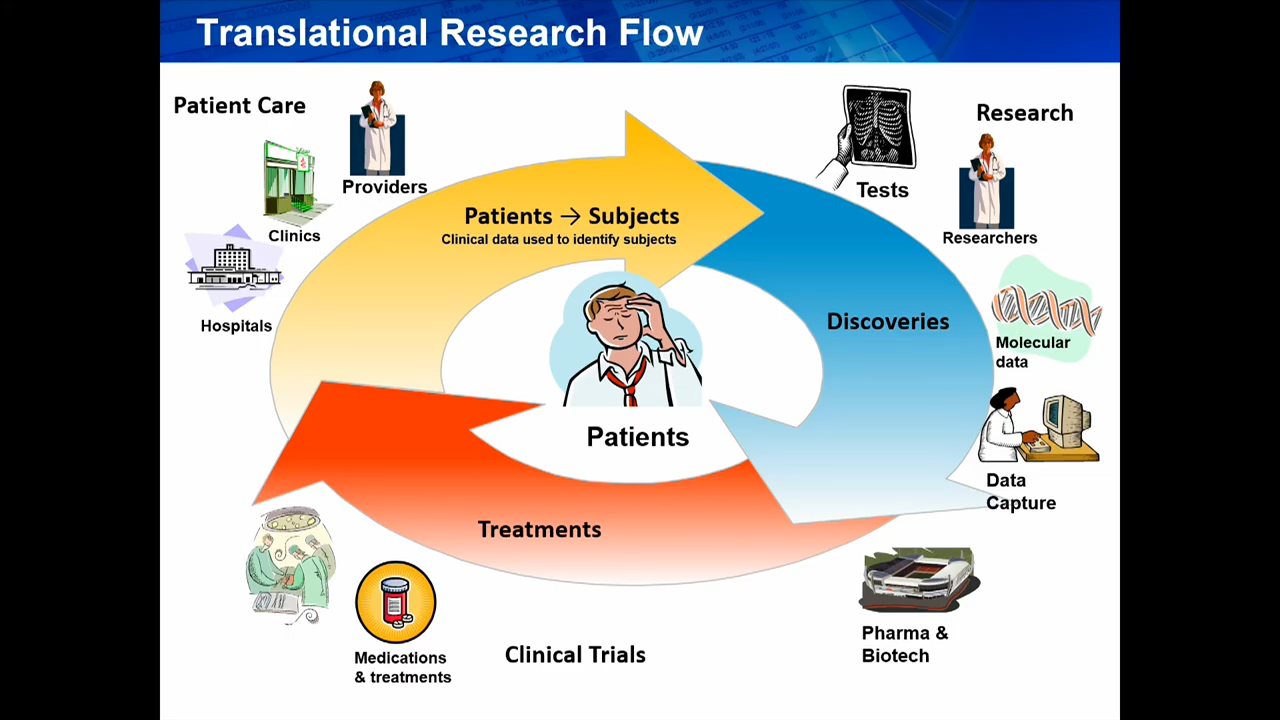 Translational Research Flow
Patient Care
Providers
Clinics
Hospitals
Patients → Subjects
Clinical data used to identify subjects
Tests
Research
Researchers
Discoveries
Molecular
data
Data
Capture
Patients
Treatments
Pharma &
Biotech
Clinical Trials
Medications
& treatments